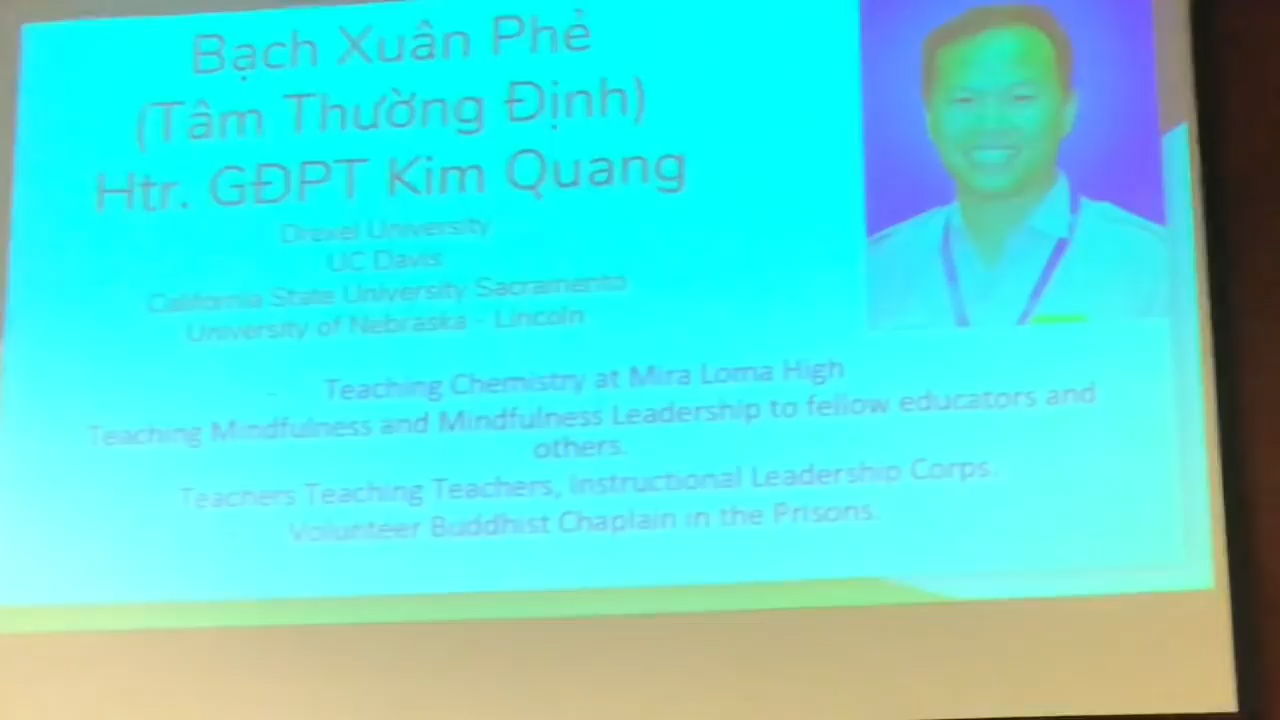 Bạch Xuân Phẻ
(Tâm Thường Định)
Htr. GĐPT Kim Quang
Drexel University
UC Davis
California State University Sacramento
University of Nebraska - Lincoln
- Teaching Chemistry at Mira Loma High
Teaching Mindfulness and Mindfulness Leadership to fellow educators and
others.
Teachers Teaching Teachers, Instructional Leadership Corps.
Volunteer Buddhist Chaplain in the Prisons.